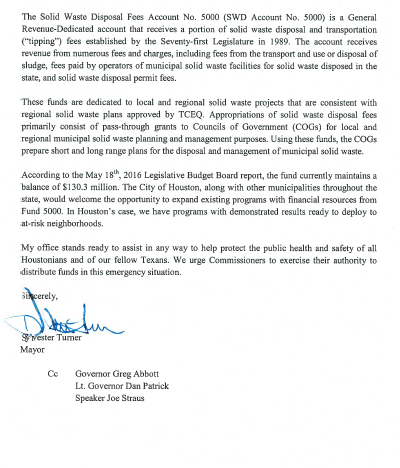 The Solid Waste Disposal Fees Account No. 5000 (SWD Account No. 5000) is a General
Revenue-Dedicated account that receives a portion of solid waste disposal and transportation
("tipping") fees established by the Seventy-first Legislature in 1989. The account receives
revenue from numerous fees and charges, including fees from the transport and use or disposal of
sludge, fees paid by operators of municipal solid waste facilities for solid waste disposed in the
state, and solid waste disposal permit fees.
These funds are dedicated to local and regional solid waste projects that are consistent with
regional solid waste plans approved by TCEQ. Appropriations of solid waste disposal fees
primarily consist of pass-through grants to Councils of Government (COGs) for local and
regional municipal solid waste planning and management purposes. Using these funds, the COGs
prepare short and long range plans for the disposal and management of municipal solid waste.
According to the May 18th, 2016 Legislative Budget Board report, the fund currently maintains a
balance of $130.3 million. The City of Houston, along with other municipalities throughout the
state, would welcome the opportunity to expand existing programs with financial resources from
Fund 5000. In Houston's case, we have programs with demonstrated results ready to deploy to
at-risk neighborhoods.
My office stands ready to assist in any way to help protect the public health and safety of all
Houstonians and of our fellow Texans. We urge Commissioners to exercise their authority to
distribute funds in this emergency situation.
Sincerely,
Sylvester Turner
Mayor
Cc Governor Greg Abbott
Lt. Governor Dan Patrick
Speaker Joe Straus